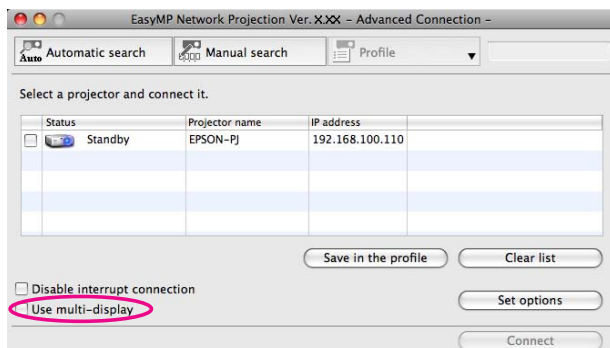 EasyMP Network Projection Ver. X.XX – Advanced Connection –
Auto Automatic search Manual search Profile
Select a projector and connect it.
Status Projector name IP address
Standby EPSON-PJ 192.168.100.110
Save in the profile Clear list
Disable interrupt connection
Set options
Use multi-display
Connect